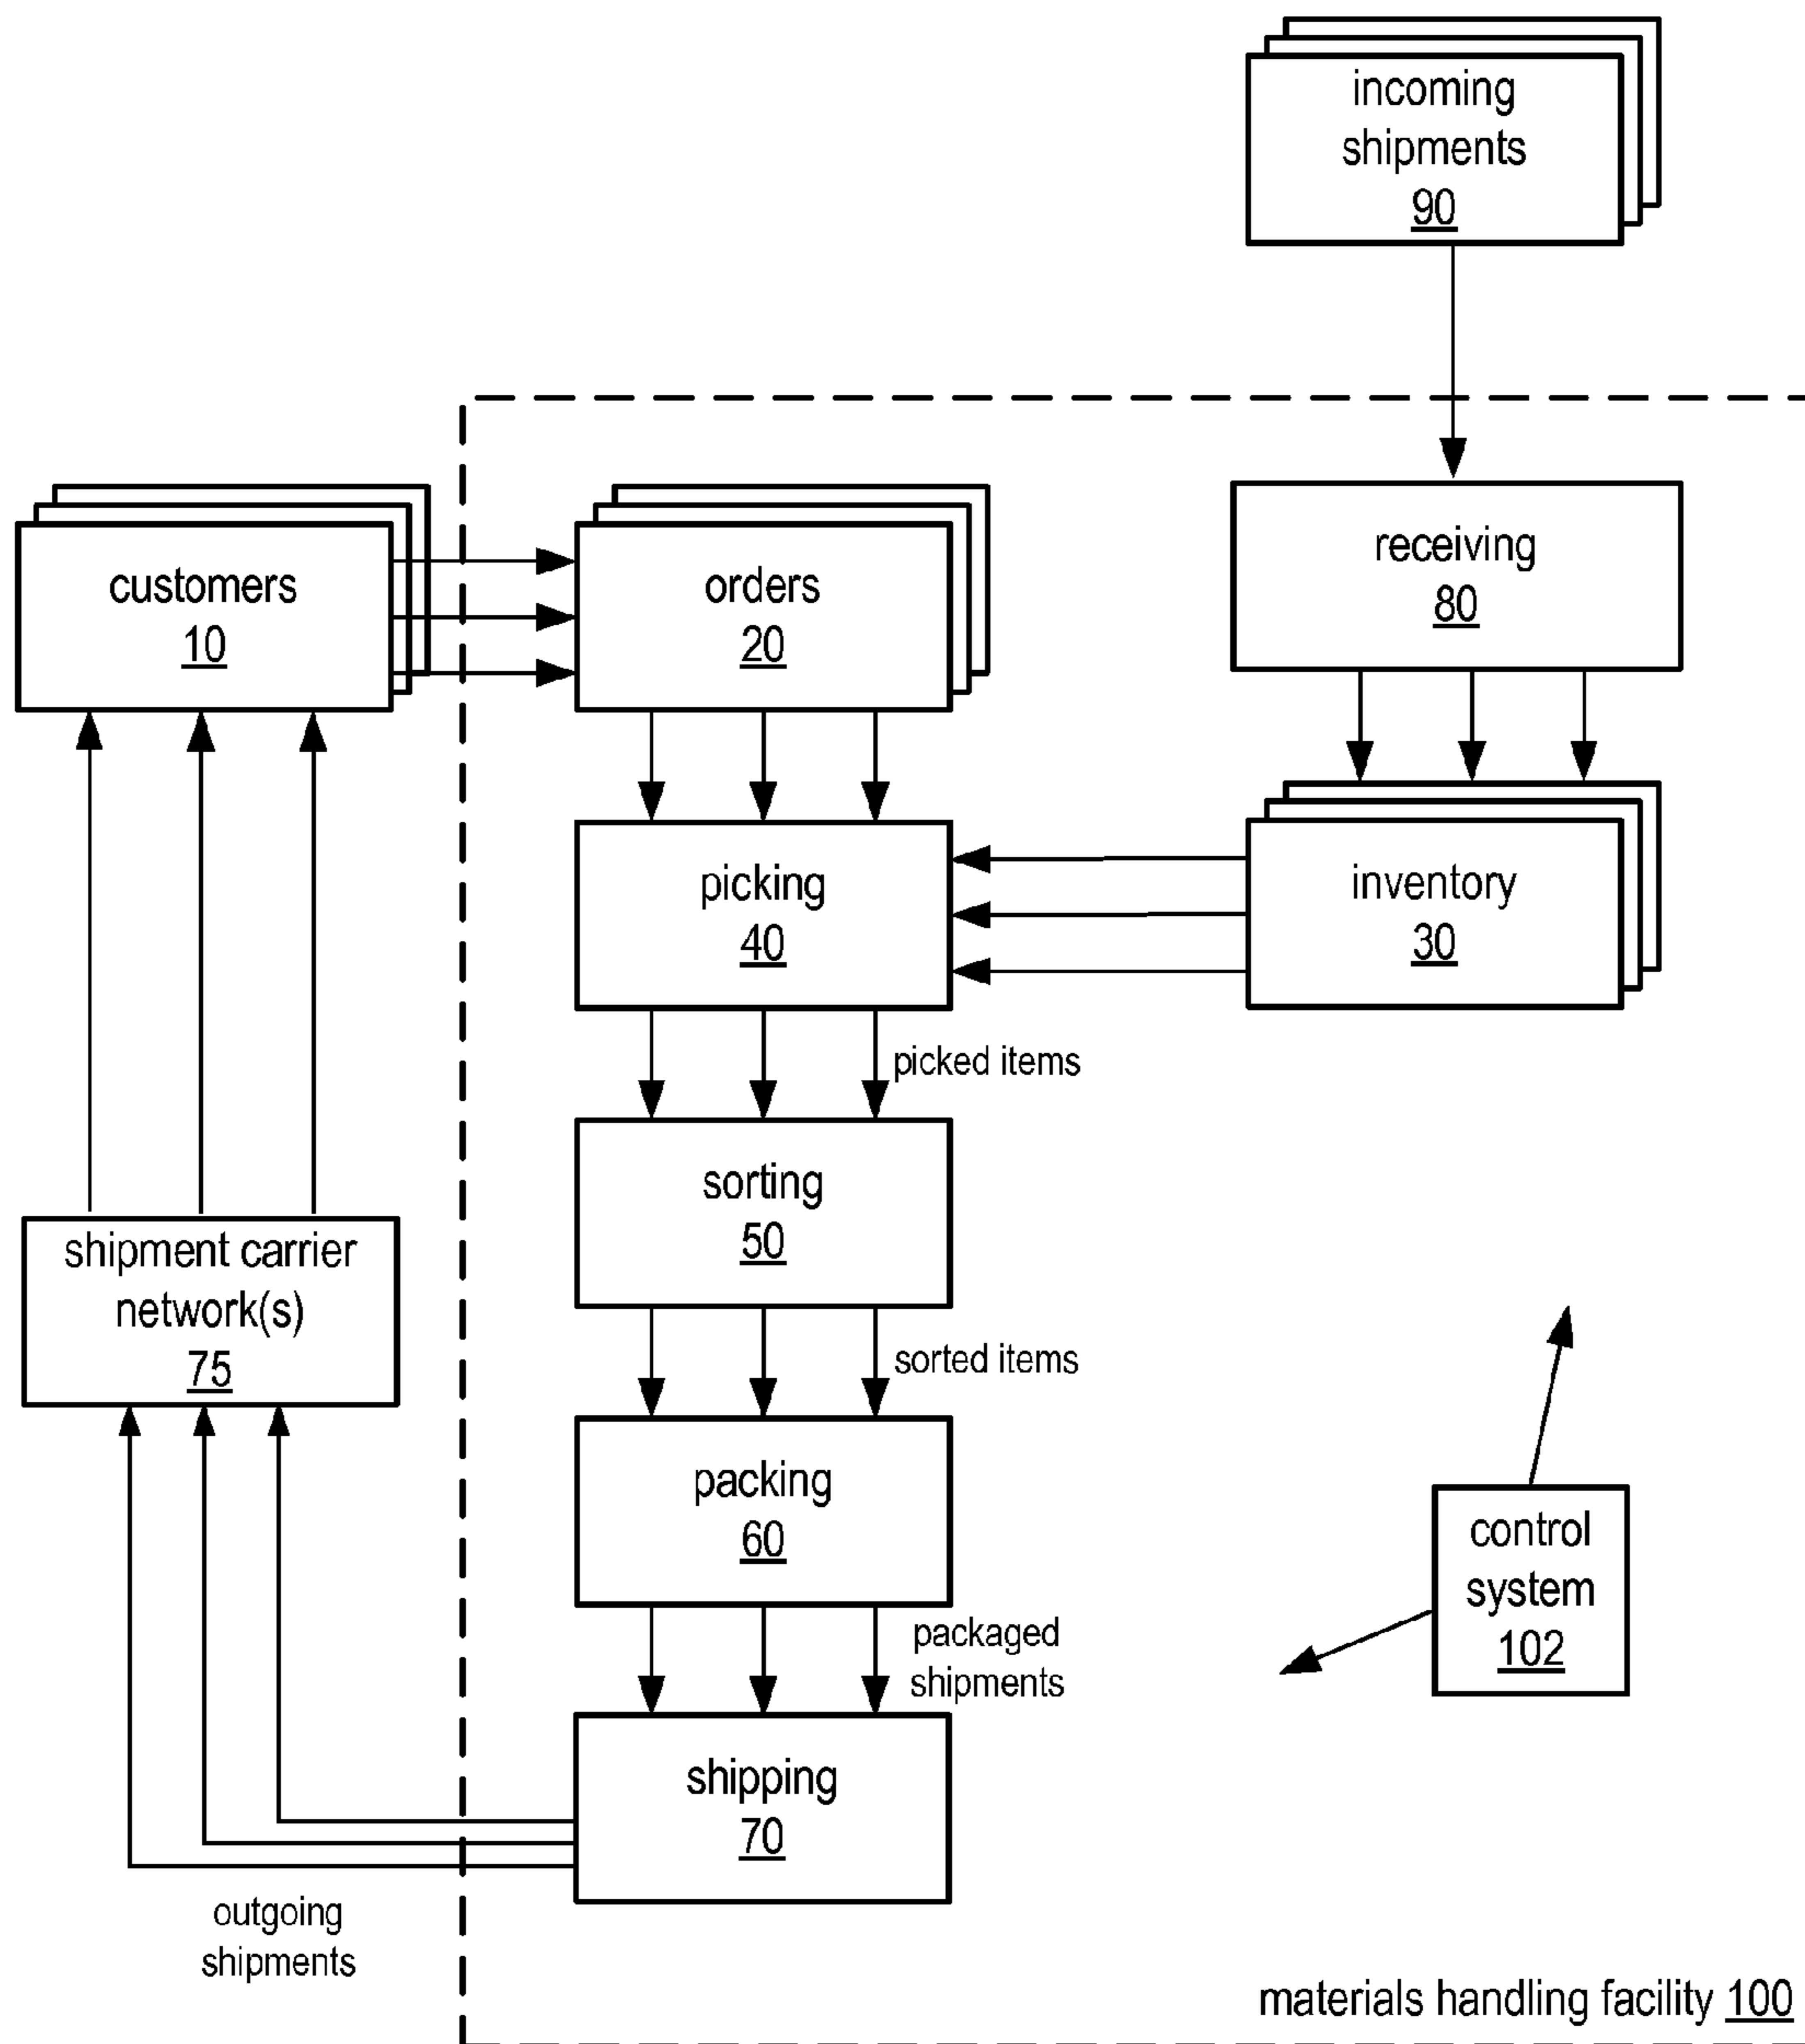 incoming
shipments
90
customers
10
orders
20
receiving
80
picking
40
inventory
30
picked items
sorting
50
shipment carrier
network(s)
75
sorted items
packing
60
control
system
102
packaged
shipments
shipping
70
outgoing
shipments
materials handling facility 100